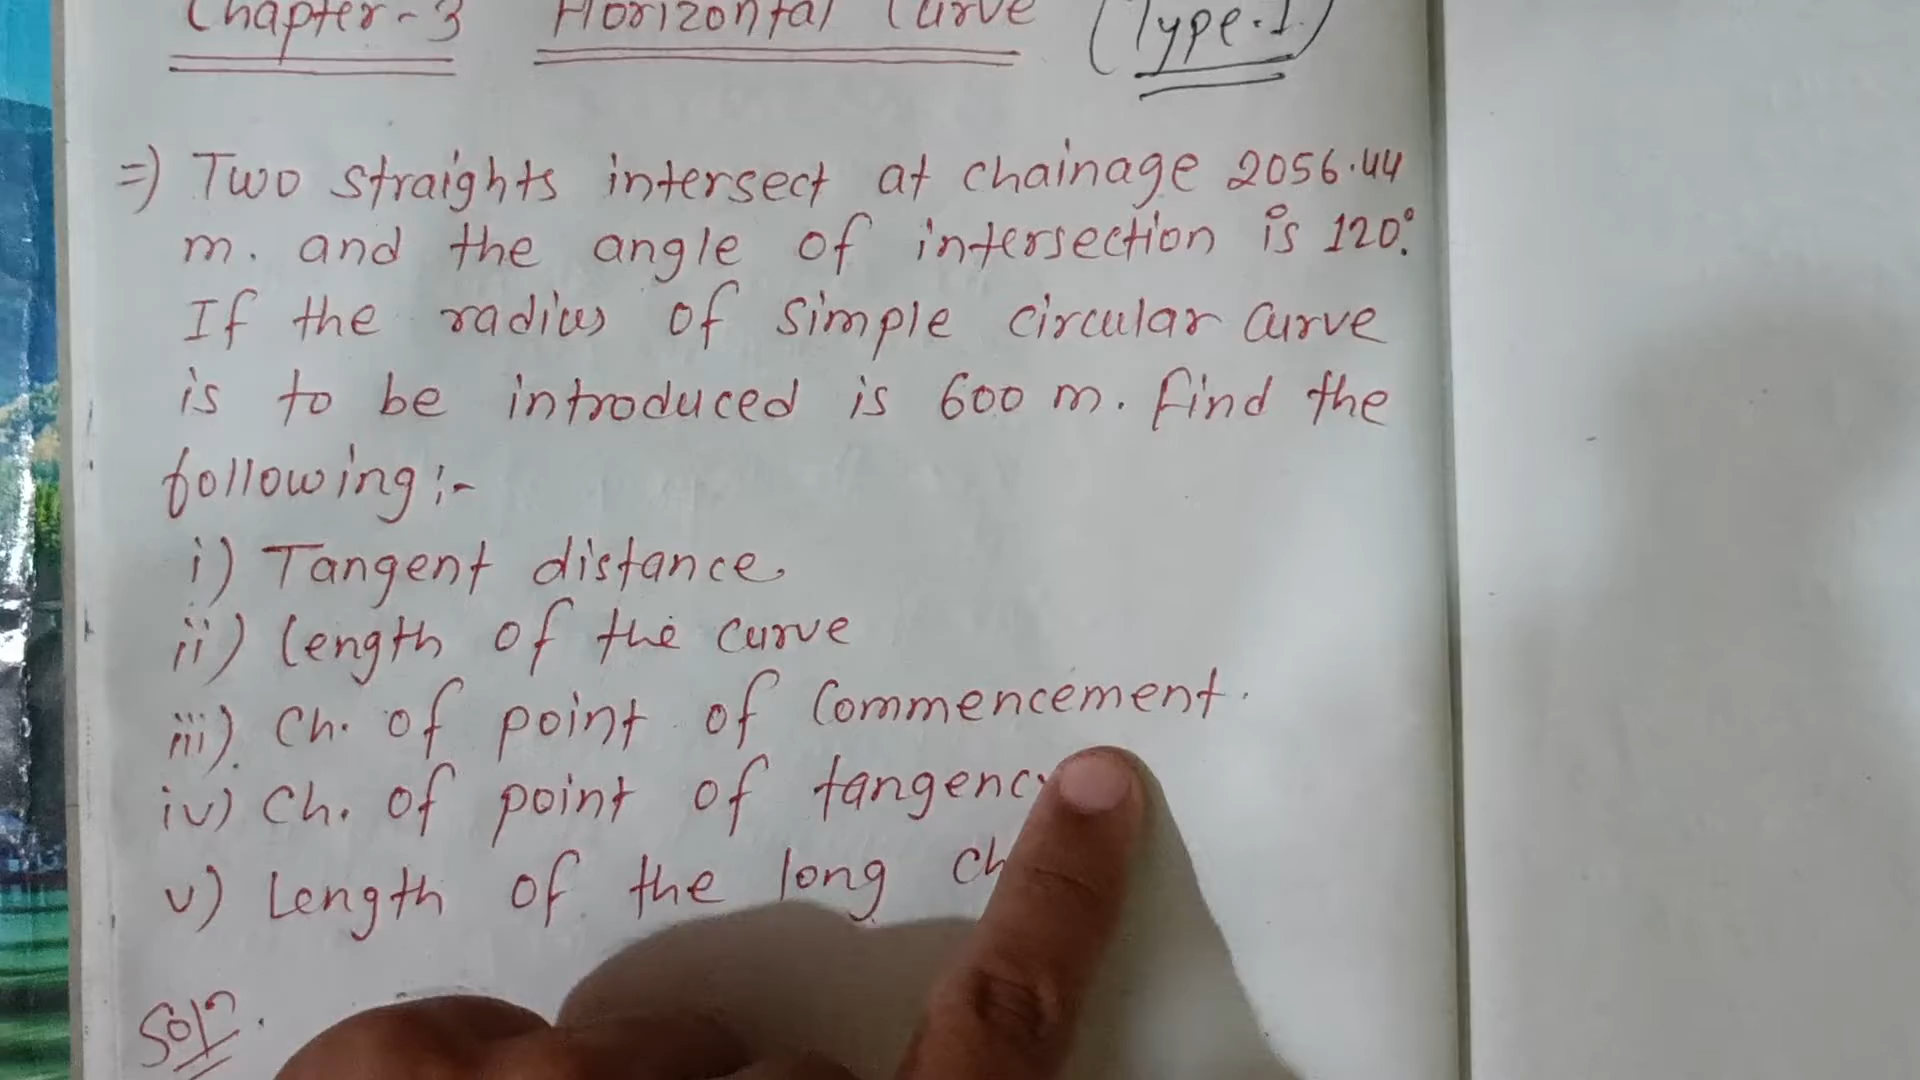 Chapter-3 Horizontal Curve (Type-1)
=) Two straights intersect at chainage 2056.44
m. and the angle of intersection is 120°.
If the radius of simple circular curve
is to be introduced is 600 m. find the
following :-
i) Tangent distance.
ii) Length of the curve
iii) Ch. of point of Commencement.
iv) Ch. of point of tangency
v) Length of the long
Soln.